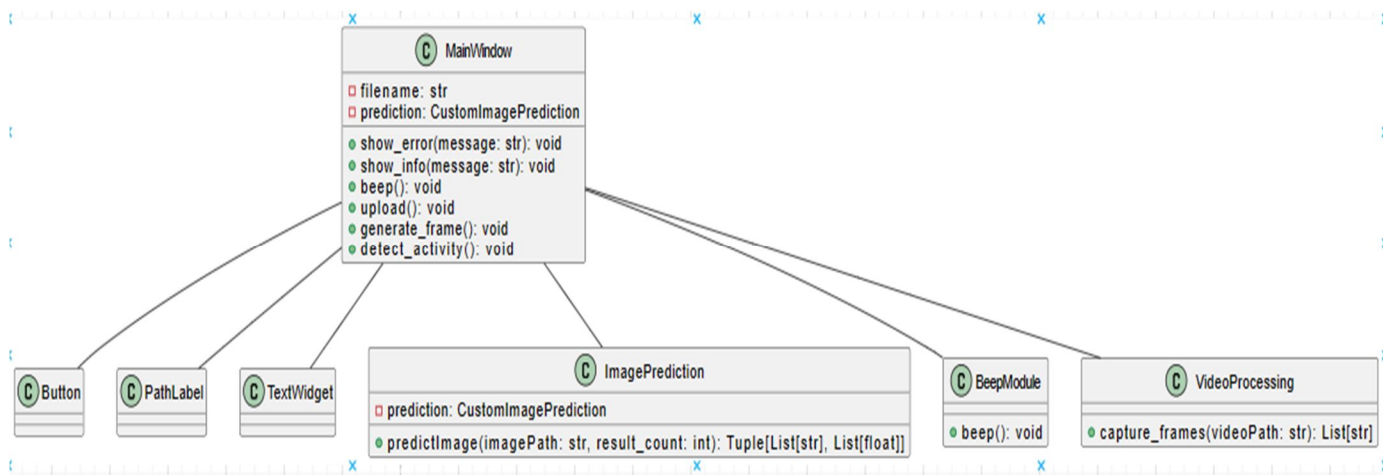 C MainWindow
filename: str
prediction: CustomImagePrediction
show_error(message: str): void
show_info(message: str): void
beep(): void
upload(): void
generate_frame(): void
detect_activity(): void
C Button
C PathLabel
C TextWidget
C ImagePrediction
prediction: CustomImagePrediction
predictImage(imagePath: str, result_count: int): Tuple[List[str], List[float]]
C BeepModule
beep(): void
C VideoProcessing
capture_frames(videoPath: str): List[str]